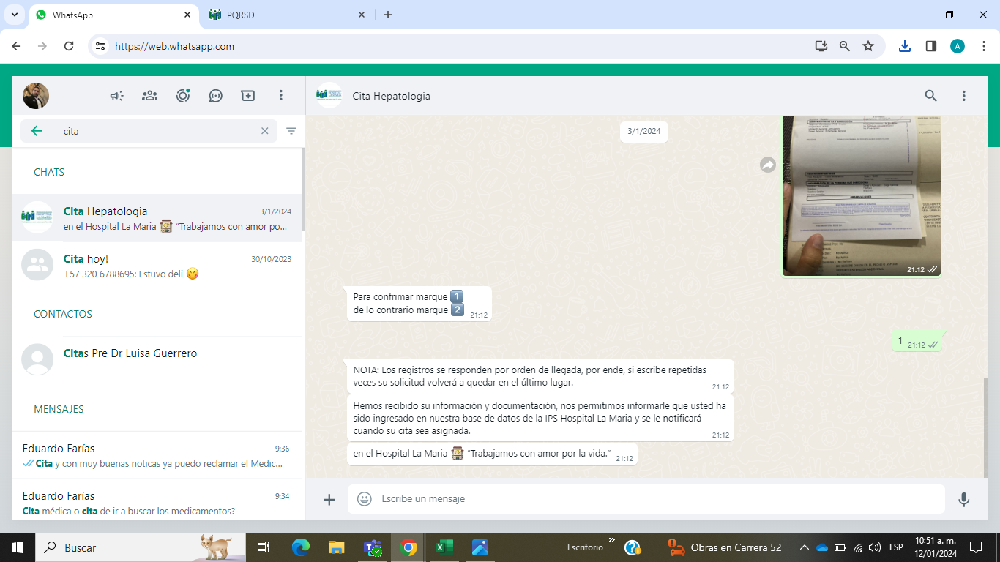 WhatsApp
PQRSD
https://web.whatsapp.com
A
cita
CHATS
Cita Hepatologia
3/1/2024
en el Hospital La Maria 🏨 “Trabajamos con amor po...
Cita hoy!
30/10/2023
+57 320 6788695: Estuvo deli 😋
CONTACTOS
Citas Pre Dr Luisa Guerrero
MENSAJES
Eduardo Farías
9:36
Cita y con muy buenas noticas ya puedo reclamar el Medic...
Eduardo Farías
9:34
Cita médica o cita de ir a buscar los medicamentos?
Cita Hepatologia
3/1/2024
OBSERVACIONES
21:12
Para confrimar marque 1️⃣
de lo contrario marque 2️⃣
21:12
1 21:12
NOTA: Los registros se responden por orden de llegada, por ende, si escribe repetidas
veces su solicitud volverá a quedar en el último lugar.
21:12
Hemos recibido su información y documentación, nos permitimos informarle que usted ha
sido ingresado en nuestra base de datos de la IPS Hospital La Maria y se le notificará
cuando su cita sea asignada.
21:12
en el Hospital La Maria 🏨 “Trabajamos con amor por la vida.” 21:12
Escribe un mensaje
Buscar
Escritorio
Obras en Carrera 52
ESP
10:51 a. m.
12/01/2024